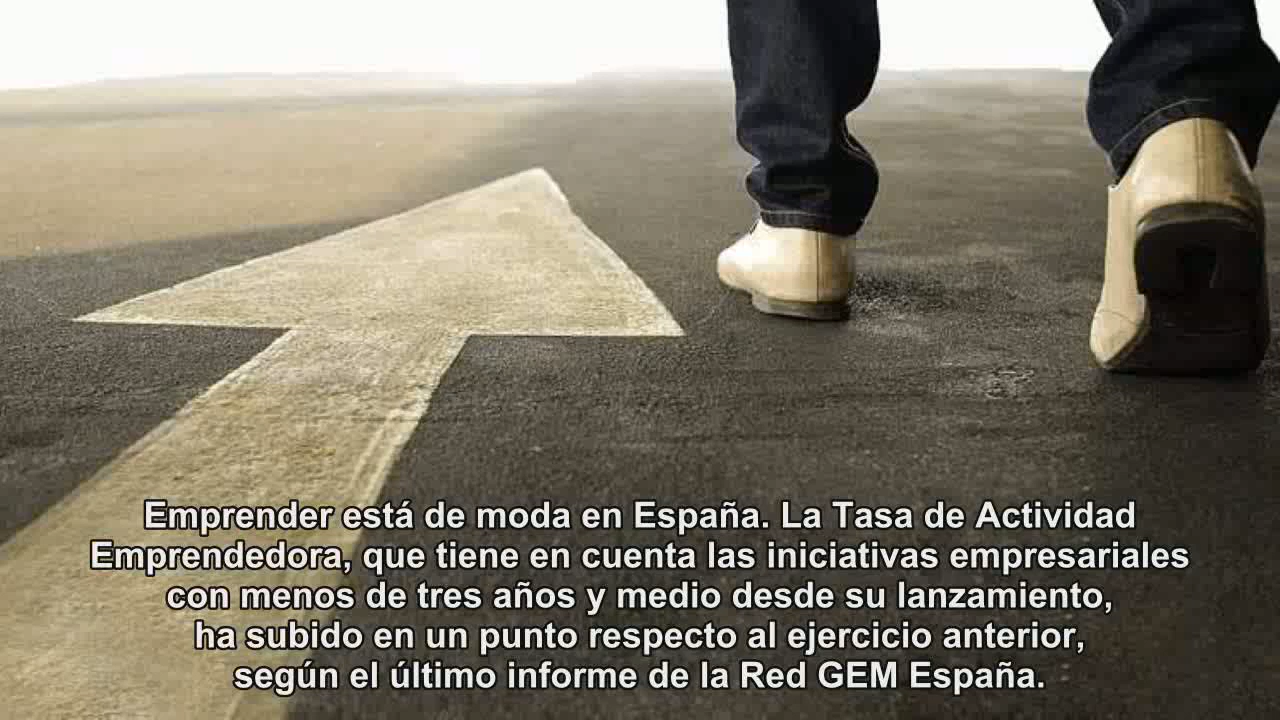 Emprender está de moda en España. La Tasa de Actividad
Emprendedora, que tiene en cuenta las iniciativas empresariales
con menos de tres años y medio desde su lanzamiento,
ha subido en un punto respecto al ejercicio anterior,
según el último informe de la Red GEM España.